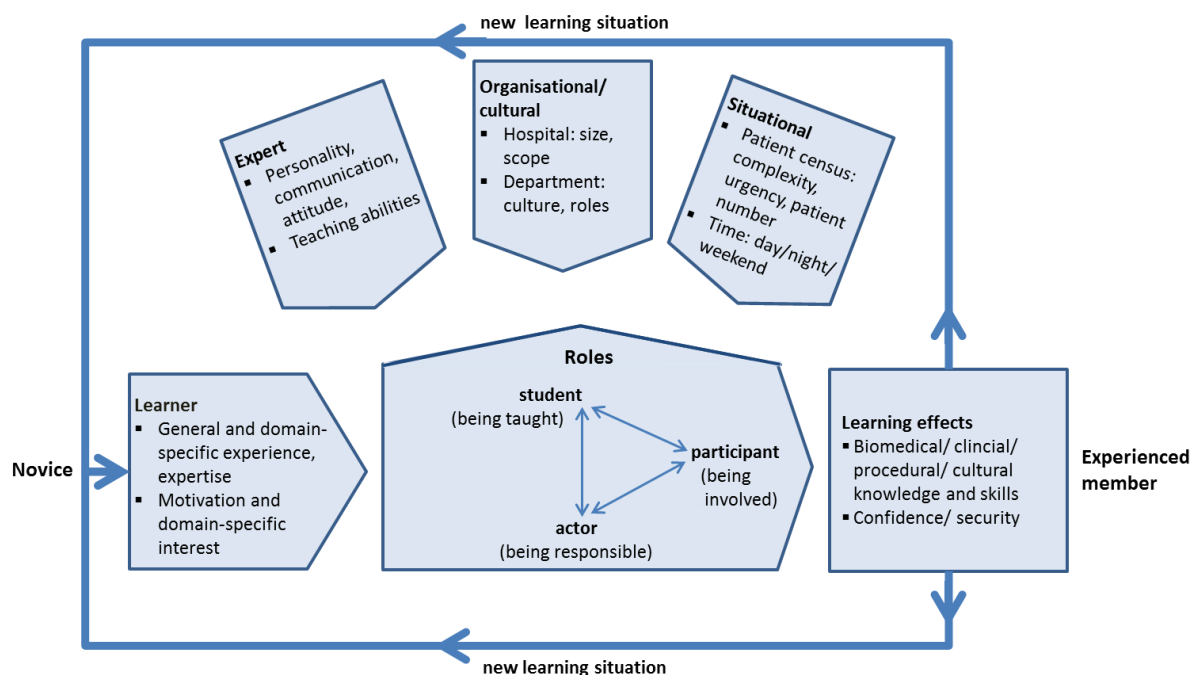 new  learning situation
Expert
▪ Personality,
communication,
attitude,
▪ Teaching abilities
Organisational/
cultural
▪ Hospital: size,
scope
▪ Department:
culture, roles
Situational
▪ Patient census:
complexity,
urgency, patient
number
▪ Time: day/night/
weekend
Novice
Learner
▪ General and domain-
specific experience,
expertise
▪ Motivation and
domain-specific
interest
Roles
student
(being taught)
participant
(being
involved)
actor
(being responsible)
Learning effects
▪ Biomedical/ clincial/
procedural/ cultural
knowledge and skills
▪ Confidence/ security
Experienced
member
new learning situation